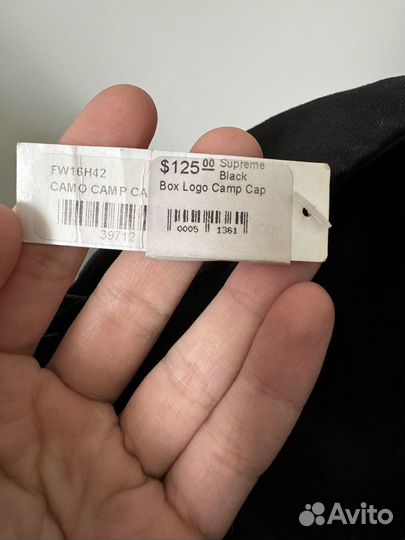 FW16H42
CAMO CAMP CA
39712
$125.00 Supreme
Black
Box Logo Camp Cap
0005 1361
Avito